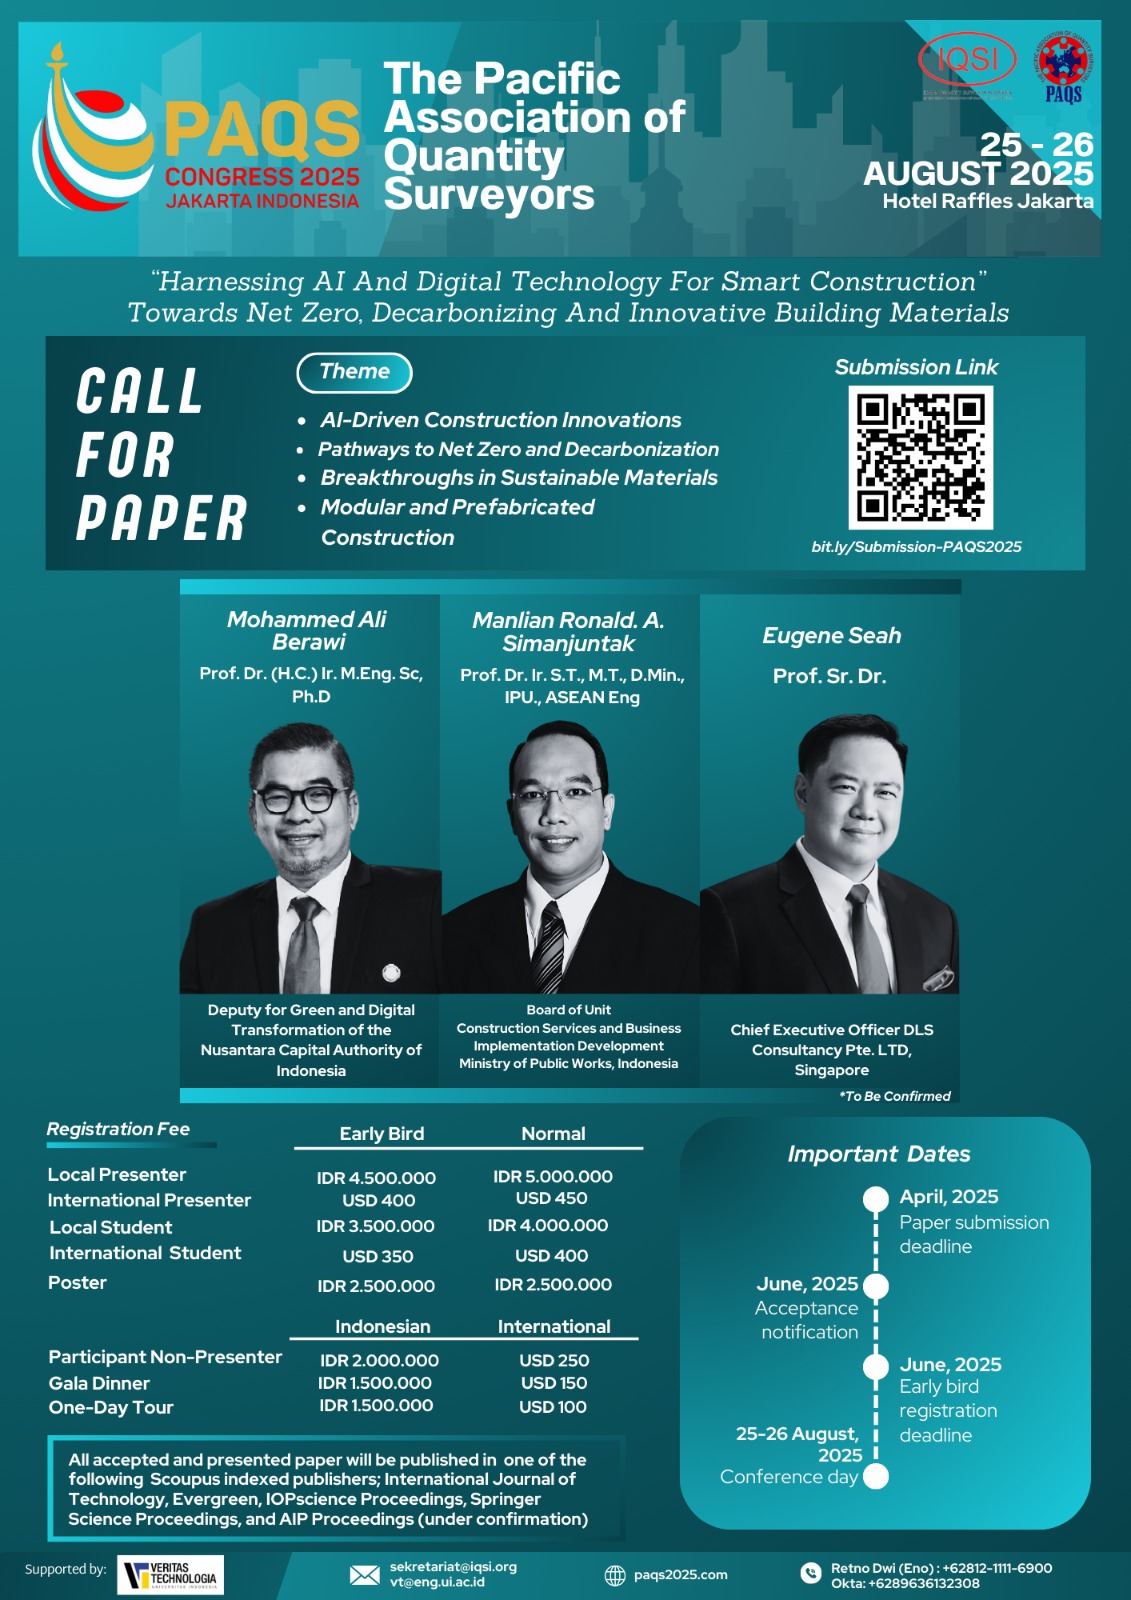 PAQS
CONGRESS 2025
JAKARTA INDONESIA
The Pacific
Association of
Quantity
Surveyors
IQSI
PAQS
25 - 26
AUGUST 2025
Hotel Raffles Jakarta
“Harnessing AI And Digital Technology For Smart Construction”
Towards Net Zero, Decarbonizing And Innovative Building Materials
CALL
FOR
PAPER
Theme
• AI-Driven Construction Innovations
• Pathways to Net Zero and Decarbonization
• Breakthroughs in Sustainable Materials
• Modular and Prefabricated
Construction
Submission Link
bit.ly/Submission-PAQS2025
Mohammed Ali
Berawi
Prof. Dr. (H.C.) Ir. M.Eng. Sc,
Ph.D
Deputy for Green and Digital
Transformation of the
Nusantara Capital Authority of
Indonesia
Manlian Ronald. A.
Simanjuntak
Prof. Dr. Ir. S.T., M.T., D.Min.,
IPU., ASEAN Eng
Board of Unit
Construction Services and Business
Implementation Development
Ministry of Public Works, Indonesia
Eugene Seah
Prof. Sr. Dr.
Chief Executive Officer DLS
Consultancy Pte. LTD,
Singapore
*To Be Confirmed
Registration Fee
Early Bird Normal
Local Presenter IDR 4.500.000 IDR 5.000.000
International Presenter USD 400 USD 450
Local Student IDR 3.500.000 IDR 4.000.000
International Student USD 350 USD 400
Poster IDR 2.500.000 IDR 2.500.000
Indonesian International
Participant Non-Presenter IDR 2.000.000 USD 250
Gala Dinner IDR 1.500.000 USD 150
One-Day Tour IDR 1.500.000 USD 100
All accepted and presented paper will be published in one of the
following Scoupus indexed publishers; International Journal of
Technology, Evergreen, IOPscience Proceedings, Springer
Science Proceedings, and AIP Proceedings (under confirmation)
Important Dates
April, 2025
Paper submission
deadline
June, 2025
Acceptance
notification
June, 2025
Early bird
registration
deadline
25-26 August,
2025
Conference day
Supported by:
VERITAS
TECHNOLOGIA
UNIVERSITAS INDONESIA
sekretariat@iqsi.org
vt@eng.ui.ac.id
paqs2025.com
Retno Dwi (Eno) : +62812-1111-6900
Okta: +6289636132308